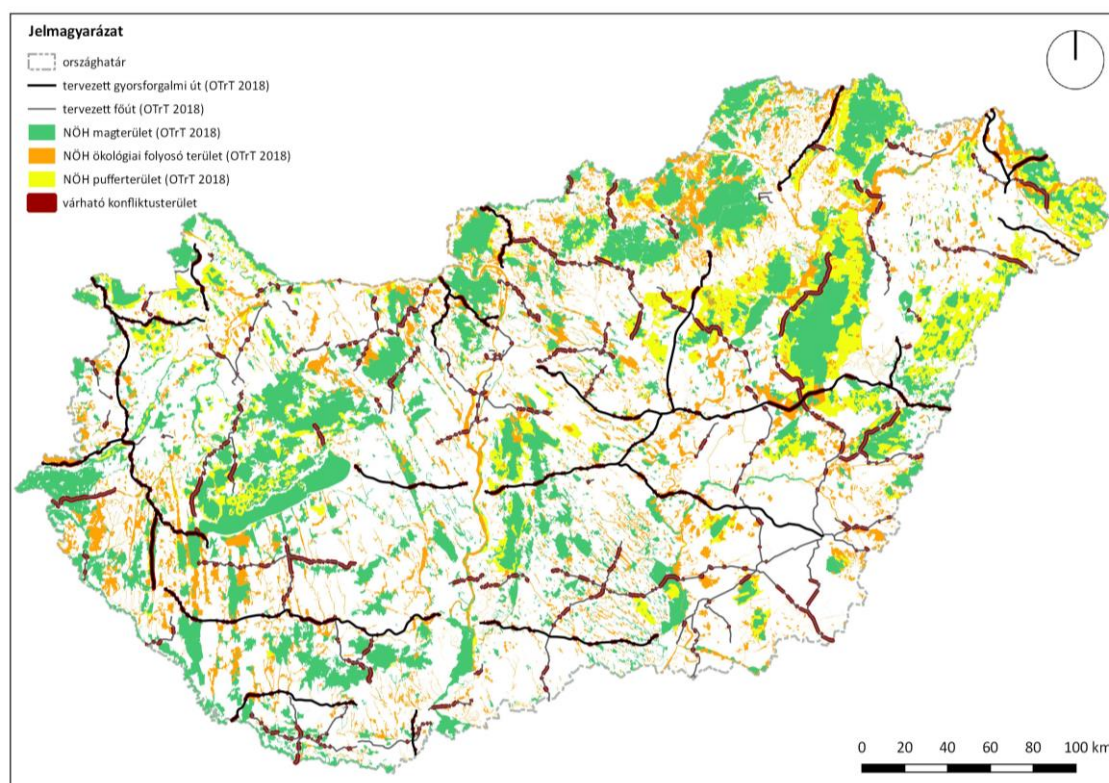 Jelmagyarázat
országhatár
tervezett gyorsforgalmi út (OTrT 2018)
tervezett főút (OTrT 2018)
NÖH magterület (OTrT 2018)
NÖH ökológiai folyosó terület (OTrT 2018)
NÖH pufferterület (OTrT 2018)
várható konfliktusterület
0 20 40 60 80 100 km